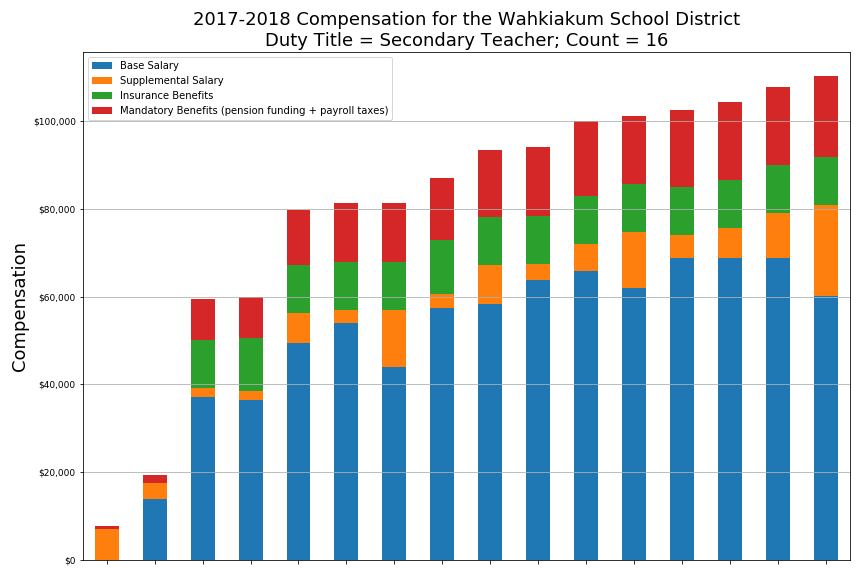 2017-2018 Compensation for the Wahkiakum School District
Duty Title = Secondary Teacher; Count = 16
Base Salary
Supplemental Salary
Insurance Benefits
Mandatory Benefits (pension funding + payroll taxes)
$100,000
$80,000
$60,000
$40,000
$20,000
$0
Compensation